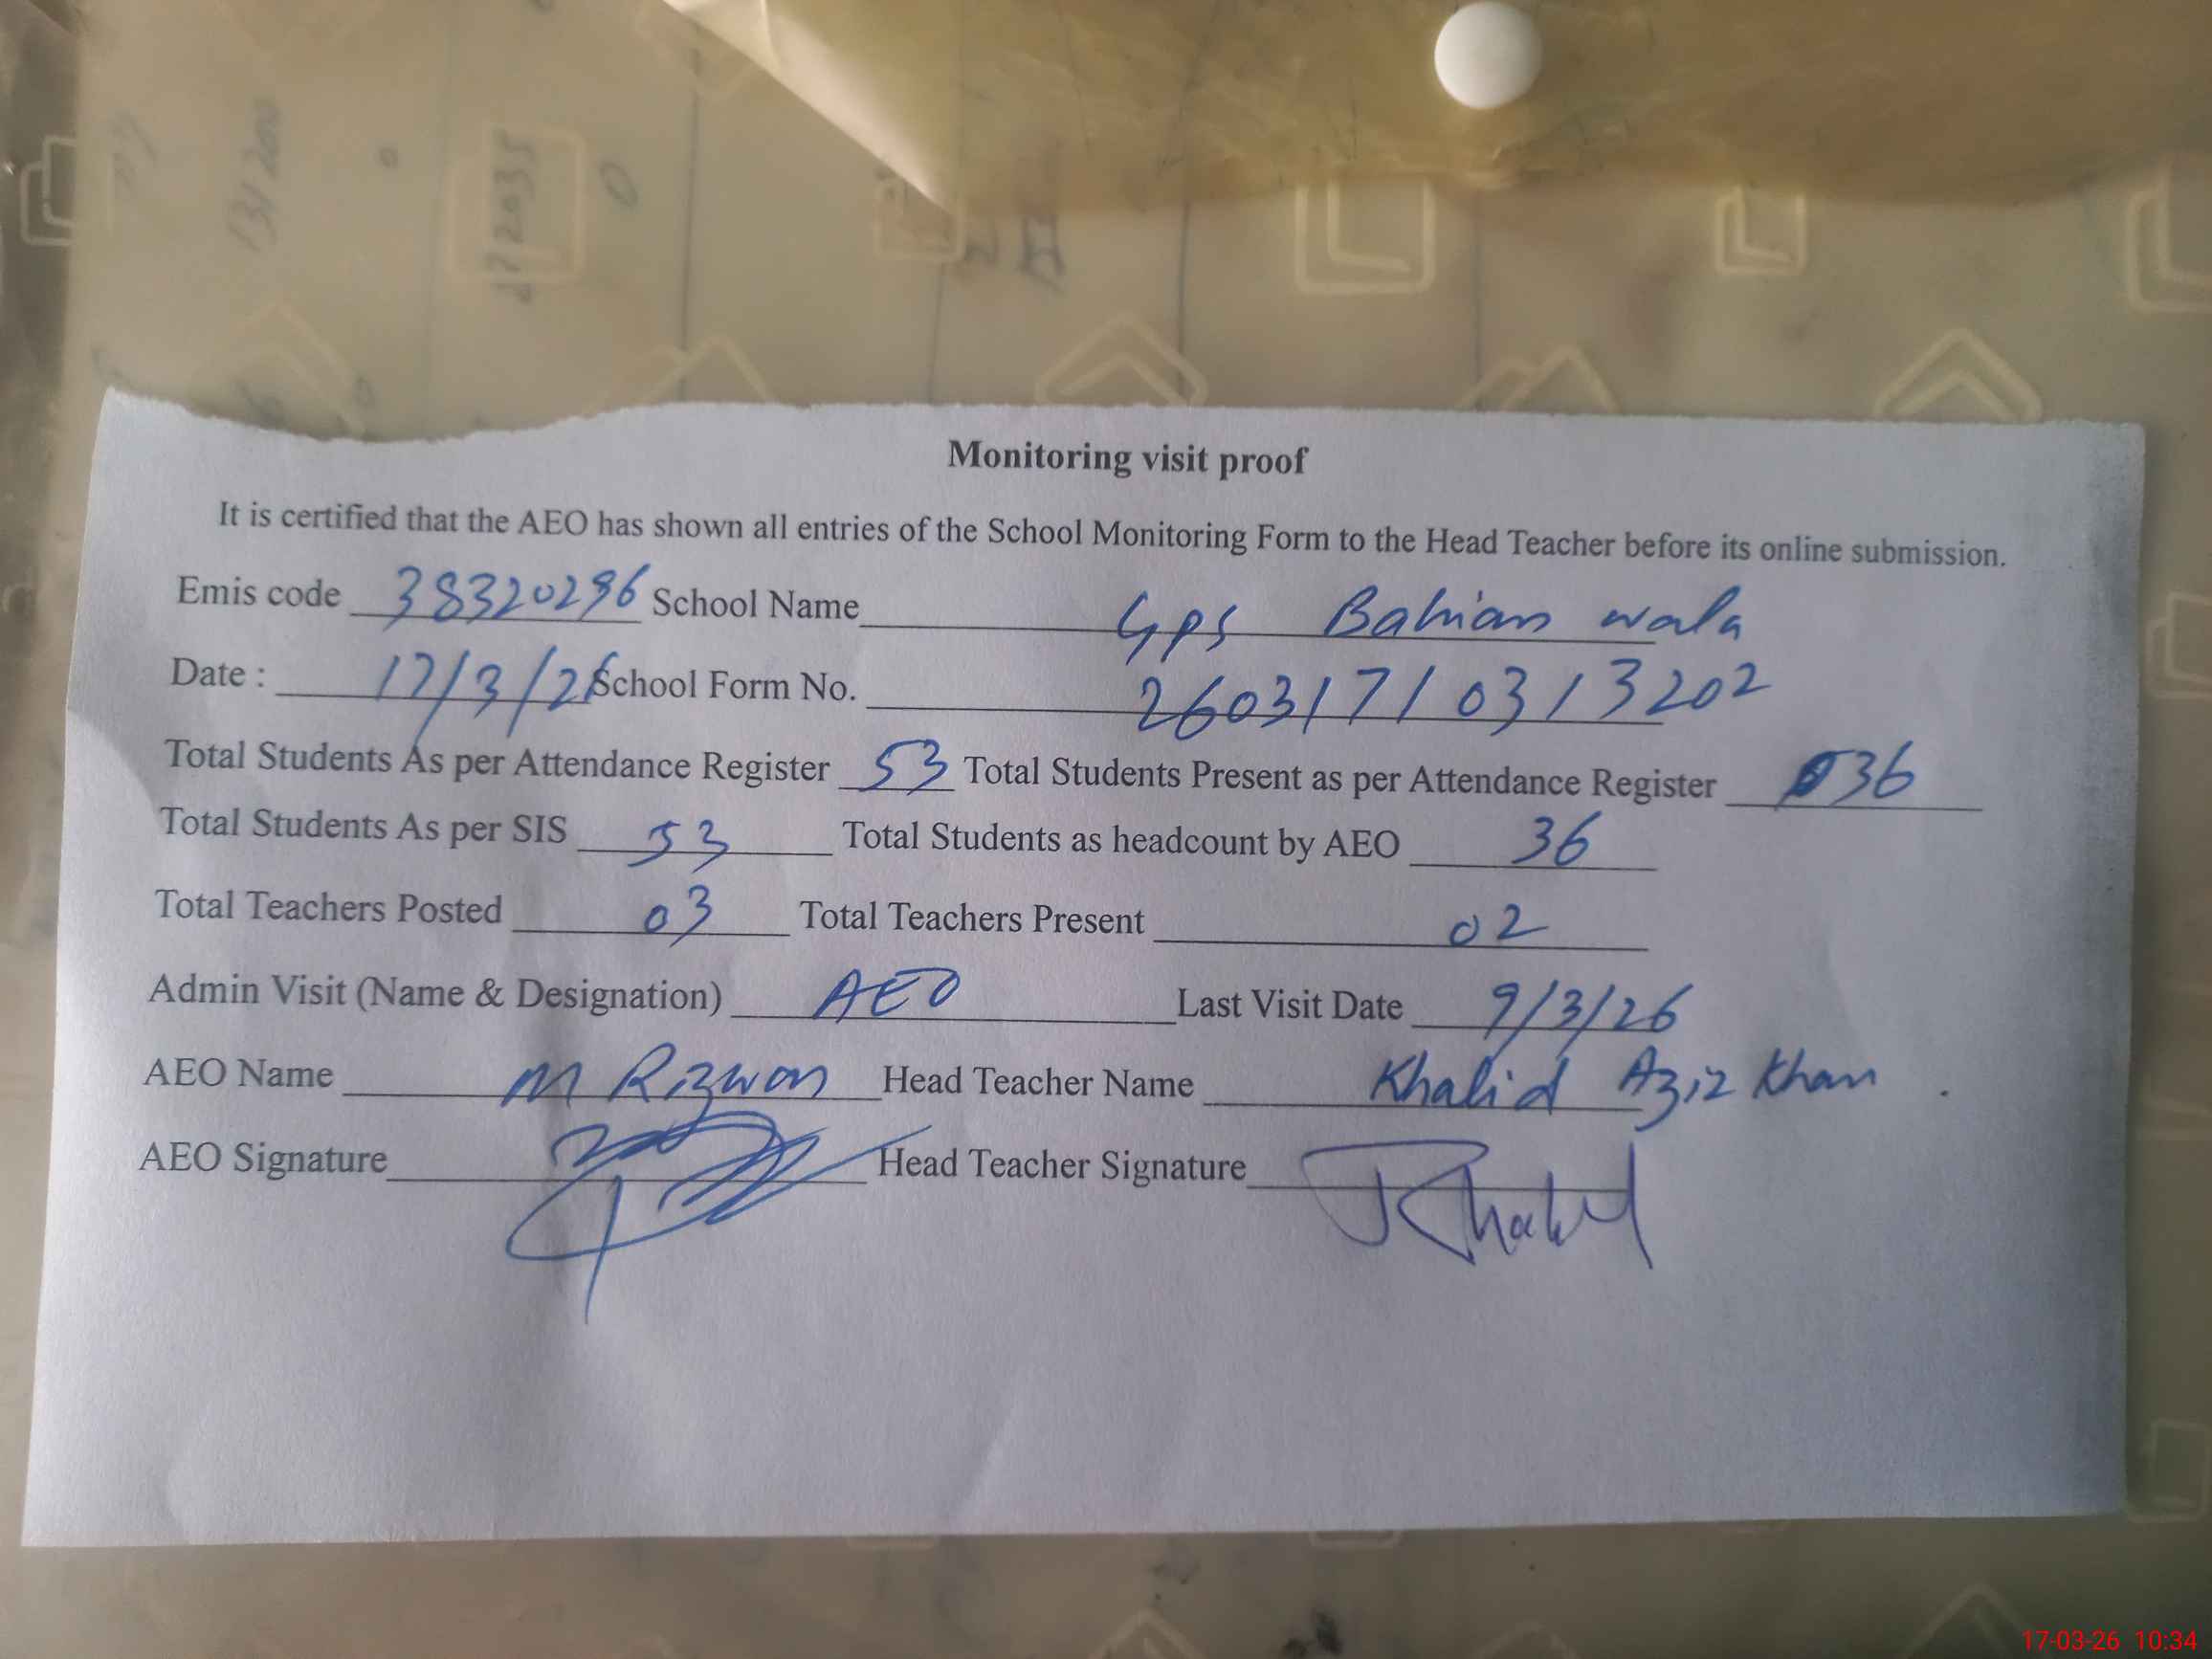 Monitoring visit proof
It is certified that the AEO has shown all entries of the School Monitoring Form to the Head Teacher before its online submission.
Emis code 38320296 School Name Gps Bahian wala
Date : 17/3/26 School Form No. 260317/03/3202
Total Students As per Attendance Register 53 Total Students Present as per Attendance Register 36
Total Students As per SIS 53 Total Students as headcount by AEO 36
Total Teachers Posted 03 Total Teachers Present 02
Admin Visit (Name & Designation) AEO Last Visit Date 9/3/26
AEO Name M Rizwan Head Teacher Name Khalid Aziz Khan
AEO Signature Head Teacher Signature Khalid
17-03-26 10:34